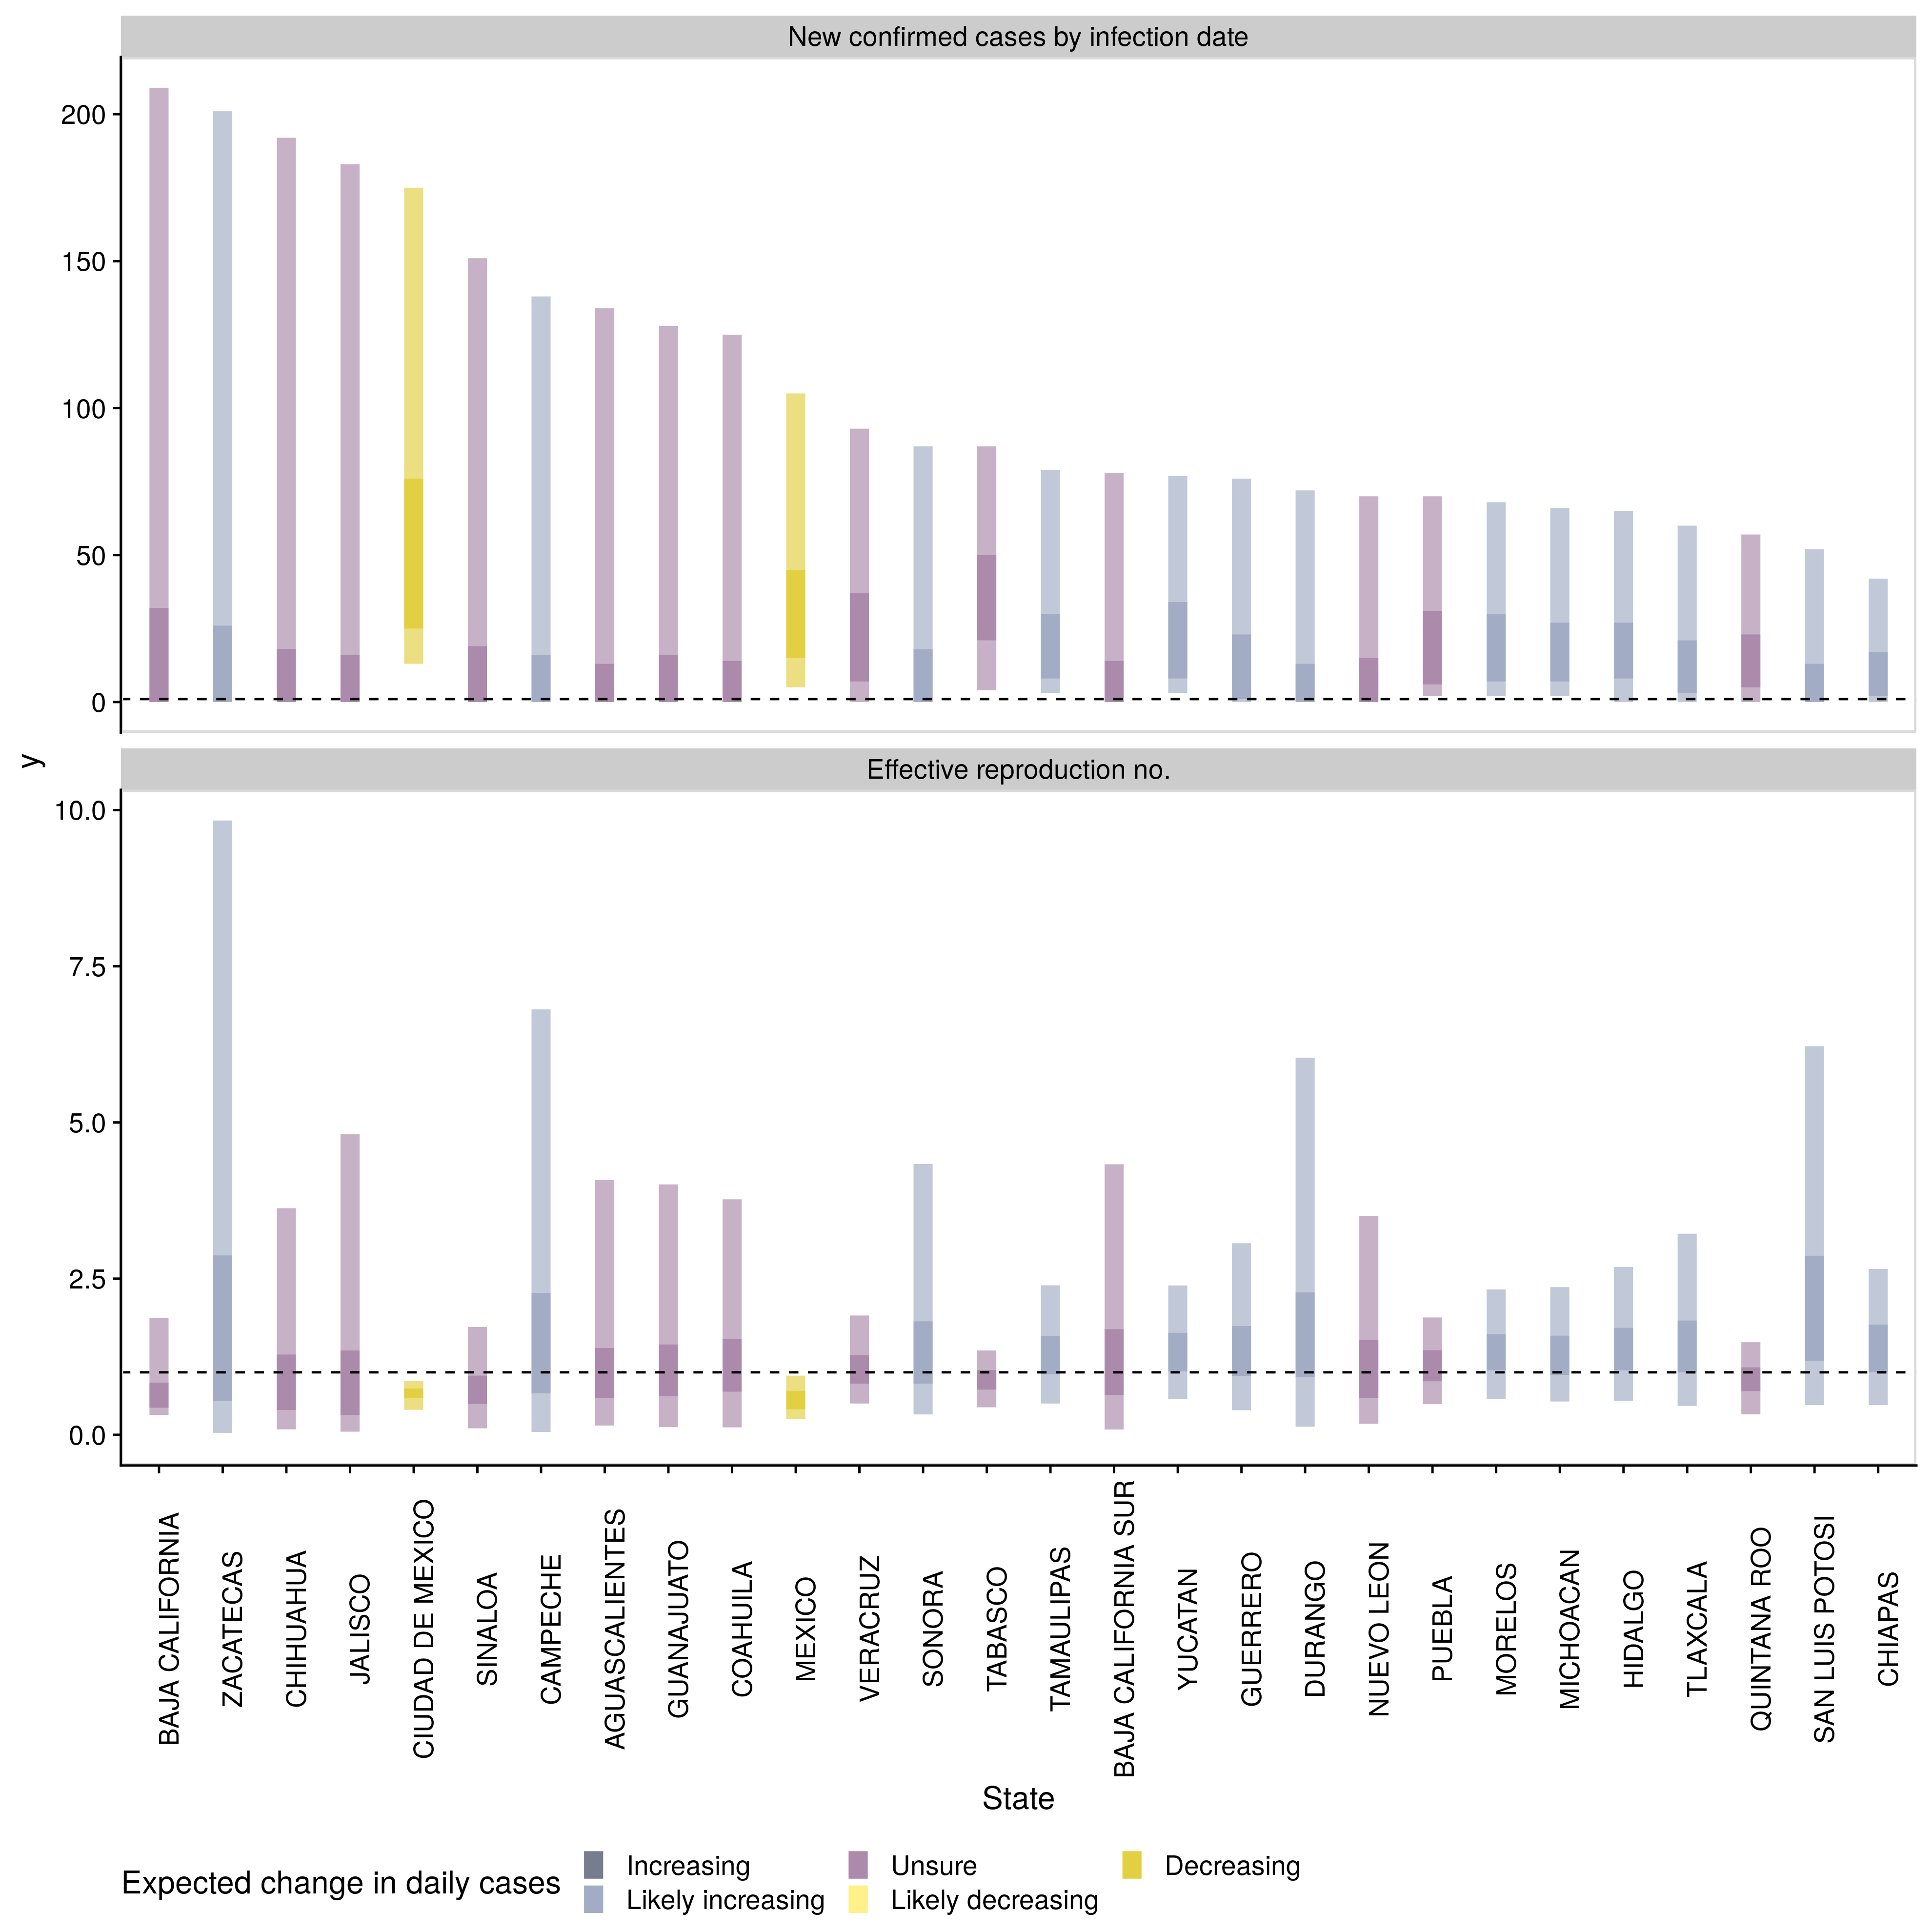 New confirmed cases by infection date
200
150
100
50
0
y
Effective reproduction no.
10.0
7.5
5.0
2.5
0.0
BAJA CALIFORNIA
ZACATECAS
CHIHUAHUA
JALISCO
CIUDAD DE MEXICO
SINALOA
CAMPECHE
AGUASCALIENTES
GUANAJUATO
COAHUILA
MEXICO
VERACRUZ
SONORA
TABASCO
TAMAULIPAS
BAJA CALIFORNIA SUR
YUCATAN
GUERRERO
DURANGO
NUEVO LEON
PUEBLA
MORELOS
MICHOACAN
HIDALGO
TLAXCALA
QUINTANA ROO
SAN LUIS POTOSI
CHIAPAS
State
Expected change in daily cases
Increasing
Unsure
Decreasing
Likely increasing
Likely decreasing